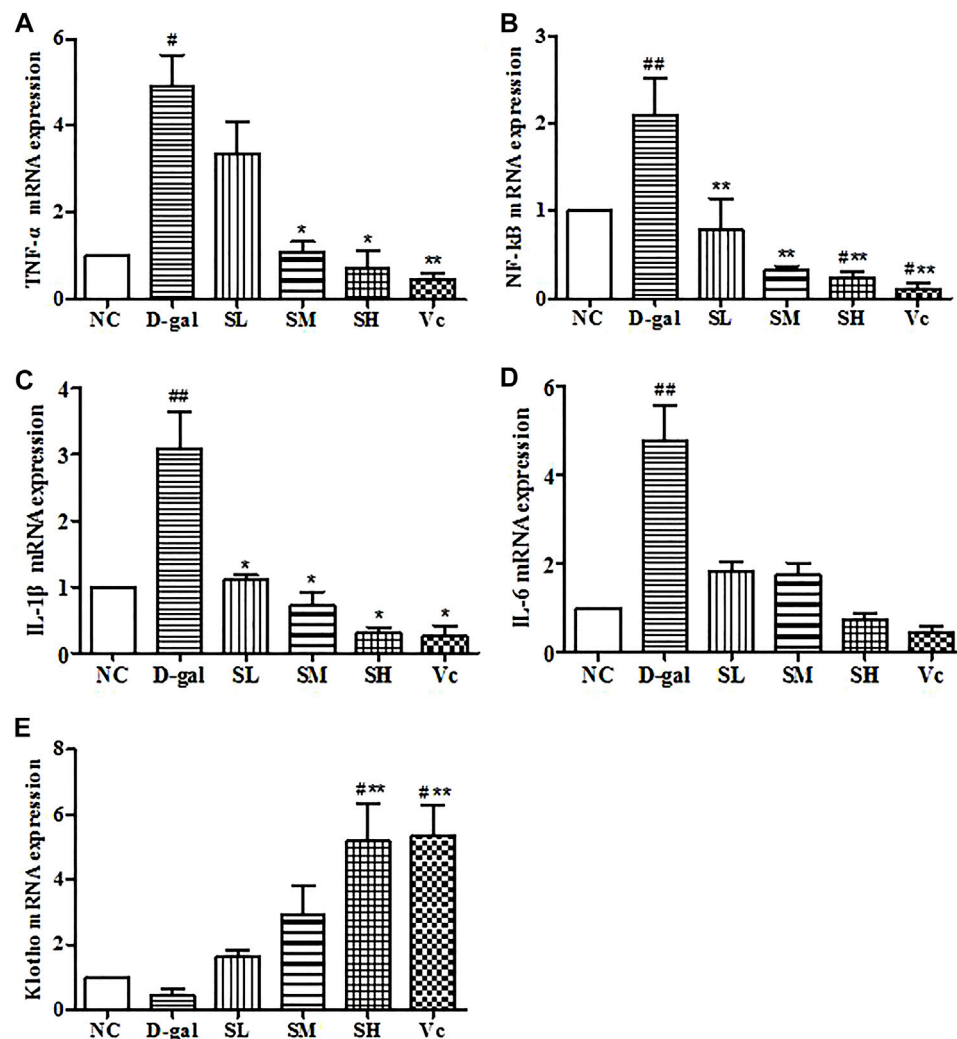 A
TNF-α mRNA expression
6
4
2
0
#
*
*
**
NC D-gal SL SM SH Vc
B
NF-kB mRNA expression
3
2
1
0
##
**
**
#**
#**
NC D-gal SL SM SH Vc
C
IL-1β mRNA expression
4
3
2
1
0
##
*
*
*
*
NC D-gal SL SM SH Vc
D
IL-6 mRNA expression
6
4
2
0
##
NC D-gal SL SM SH Vc
E
Klotho mRNA expression
8
6
4
2
0
#**
#**
NC D-gal SL SM SH Vc